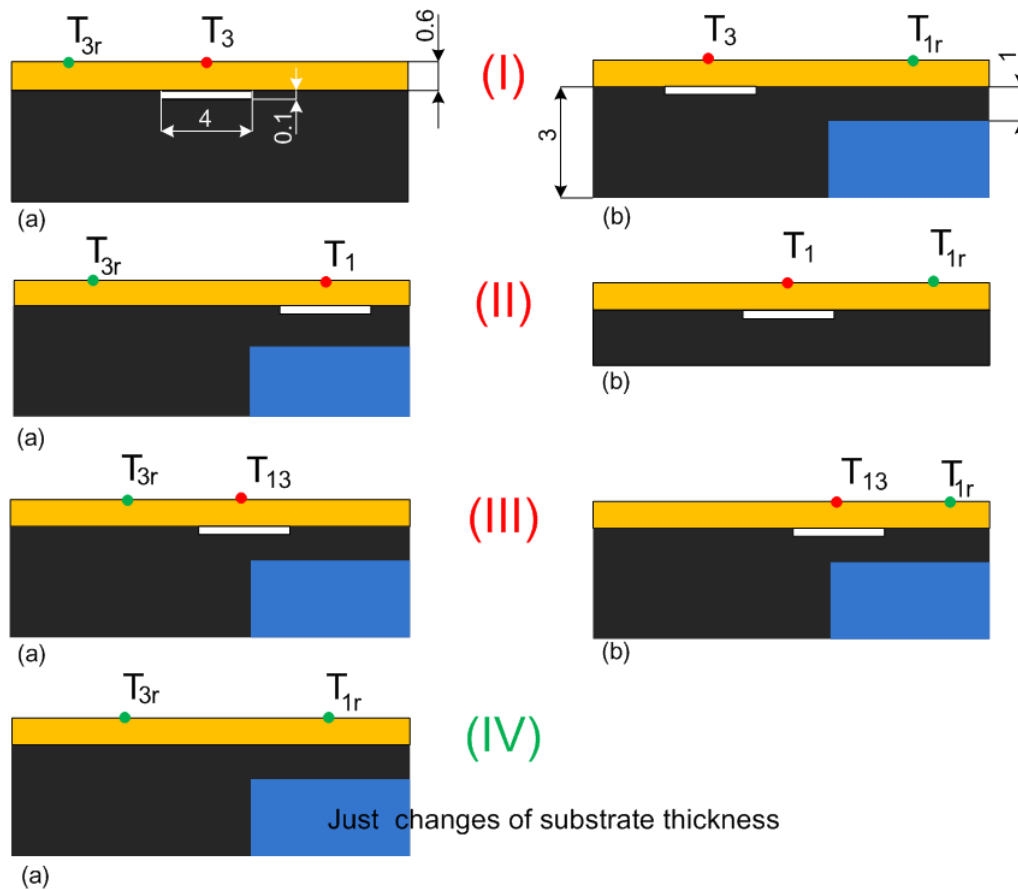 T3r T3 0.6 (I) T3 T1r 1
4 0.1 3
(a) (b)
T3r T1 (II) T1 T1r
(a) (b)
T3r T13 (III) T13 T1r
(a) (b)
T3r T1r (IV)
Just changes of substrate thickness
(a)